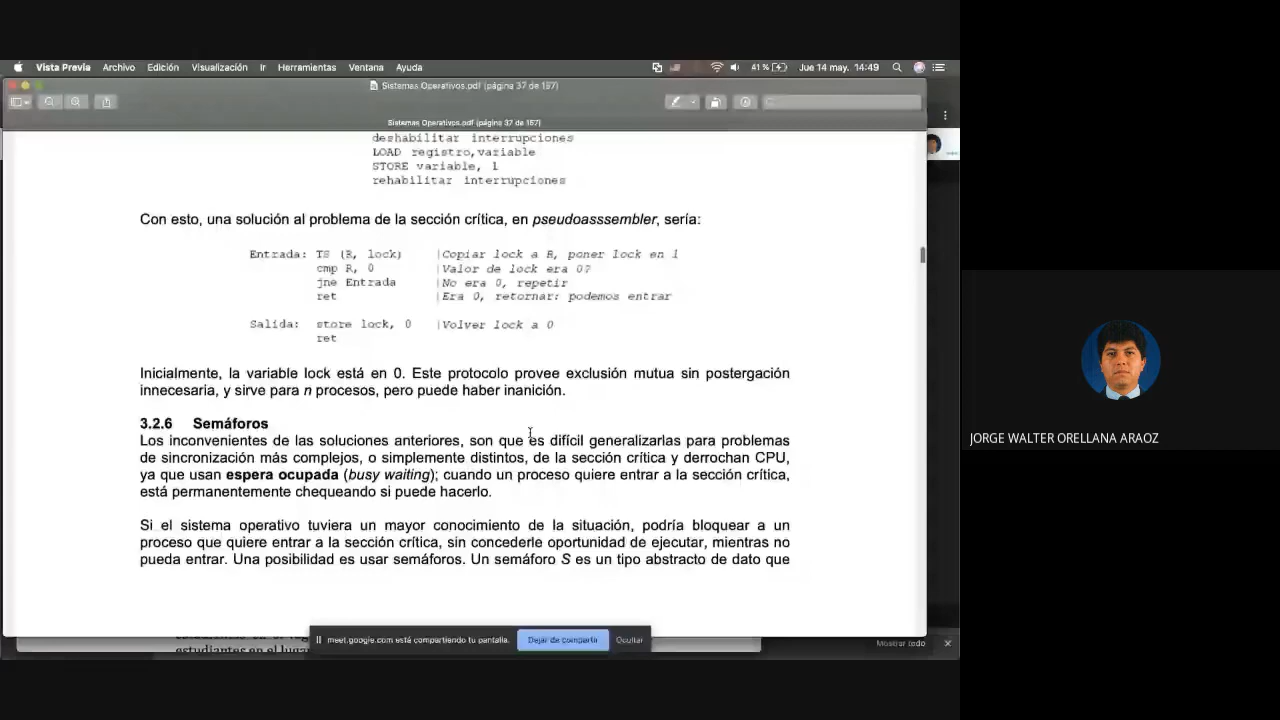 Vista Previa Archivo Edición Visualización Ir Herramientas Ventana Ayuda 41 % Jue 14 may. 14:49
Sistemas Operativos.pdf (página 37 de 197)
Sistemas Operativos.pdf (página 37 de 197)
deshabilitar interrupciones
LOAD registro,variable
STORE variable, 1
rehabilitar interrupciones
Con esto, una solución al problema de la sección crítica, en pseudoasssembler, sería:
Entrada: TS (R, lock) |Copiar lock a R, poner lock en 1
cmp R, 0 |Valor de lock era 0?
jne Entrada |No era 0, repetir
ret |Era 0, retornar: podemos entrar
Salida: store lock, 0 |Volver lock a 0
ret
Inicialmente, la variable lock está en 0. Este protocolo provee exclusión mutua sin postergación
innecesaria, y sirve para n procesos, pero puede haber inanición.
3.2.6 Semáforos
Los inconvenientes de las soluciones anteriores, son que es difícil generalizarlas para problemas
de sincronización más complejos, o simplemente distintos, de la sección crítica y derrochan CPU,
ya que usan espera ocupada (busy waiting); cuando un proceso quiere entrar a la sección crítica,
está permanentemente chequeando si puede hacerlo.
Si el sistema operativo tuviera un mayor conocimiento de la situación, podría bloquear a un
proceso que quiere entrar a la sección crítica, sin concederle oportunidad de ejecutar, mientras no
pueda entrar. Una posibilidad es usar semáforos. Un semáforo S es un tipo abstracto de dato que
meet.google.com está compartiendo tu pantalla. Dejar de compartir Ocultar
estudiantes en el lugar
Mostrar todo
JORGE WALTER ORELLANA ARAOZ